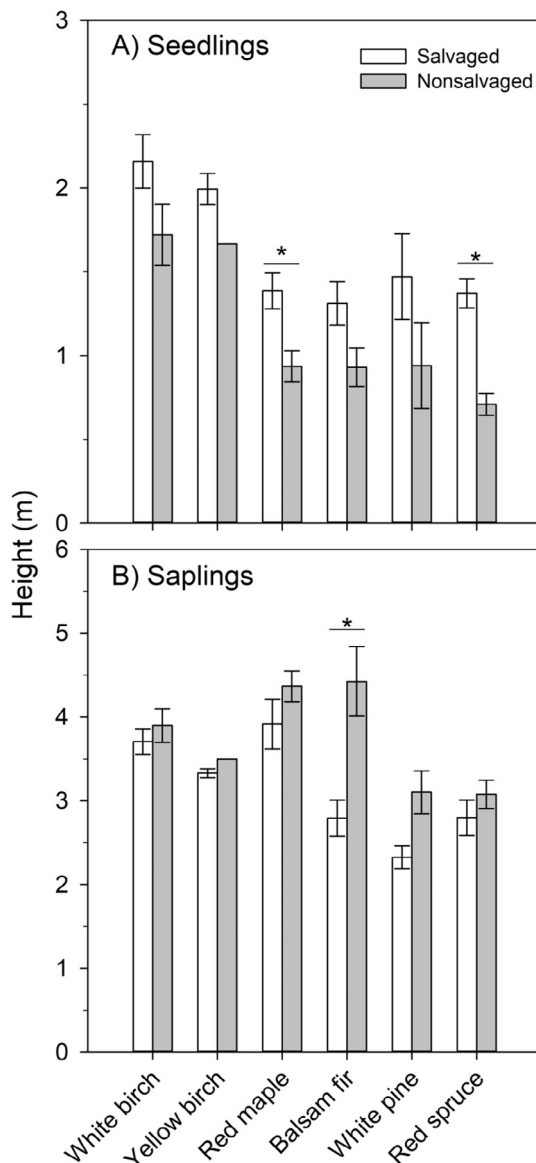 3
A) Seedlings
Salvaged
Nonsalvaged
2
*
*
1
0
Height (m)
6
B) Saplings
5
*
4
3
2
1
0
White birch
Yellow birch
Red maple
Balsam fir
White pine
Red spruce